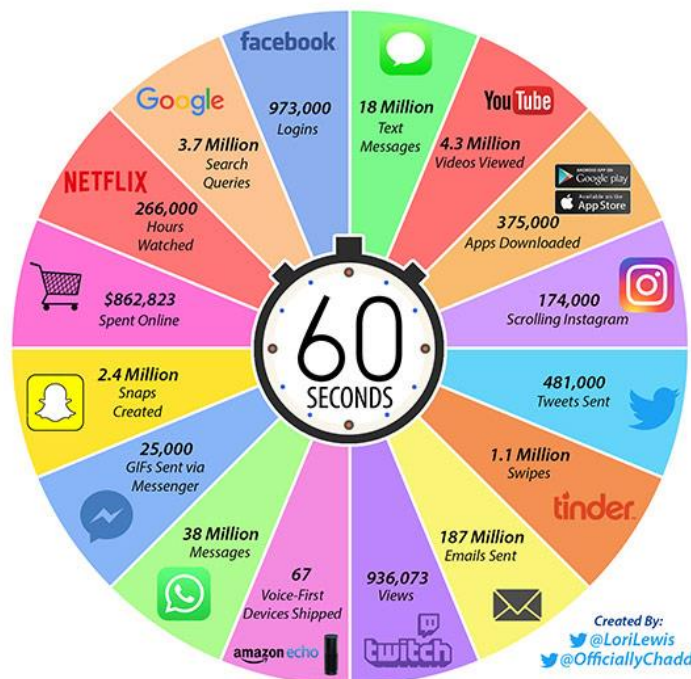 facebook
973,000
Logins
18 Million
Text
Messages
YouTube
4.3 Million
Videos Viewed
ANDROID APP ON
Google play
Available on the
App Store
375,000
Apps Downloaded
174,000
Scrolling Instagram
481,000
Tweets Sent
1.1 Million
Swipes
tinder
187 Million
Emails Sent
936,073
Views
twitch
67
Voice-First
Devices Shipped
amazon echo
38 Million
Messages
25,000
GIFs Sent via
Messenger
2.4 Million
Snaps
Created
$862,823
Spent Online
NETFLIX
266,000
Hours
Watched
Google
3.7 Million
Search
Queries
60
SECONDS
Created By:
@LoriLewis
@OfficiallyChadd